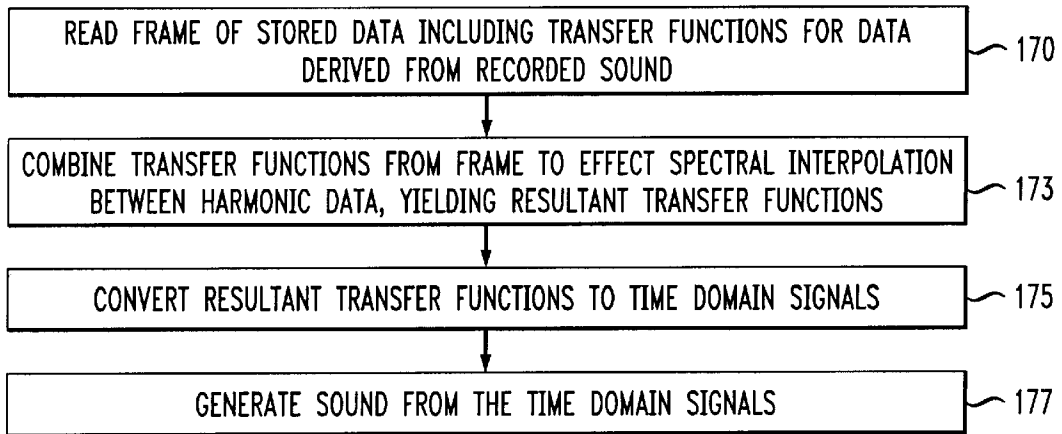 READ FRAME OF STORED DATA INCLUDING TRANSFER FUNCTIONS FOR DATA
DERIVED FROM RECORDED SOUND
170
COMBINE TRANSFER FUNCTIONS FROM FRAME TO EFFECT SPECTRAL INTERPOLATION
BETWEEN HARMONIC DATA, YIELDING RESULTANT TRANSFER FUNCTIONS
173
CONVERT RESULTANT TRANSFER FUNCTIONS TO TIME DOMAIN SIGNALS
175
GENERATE SOUND FROM THE TIME DOMAIN SIGNALS
177